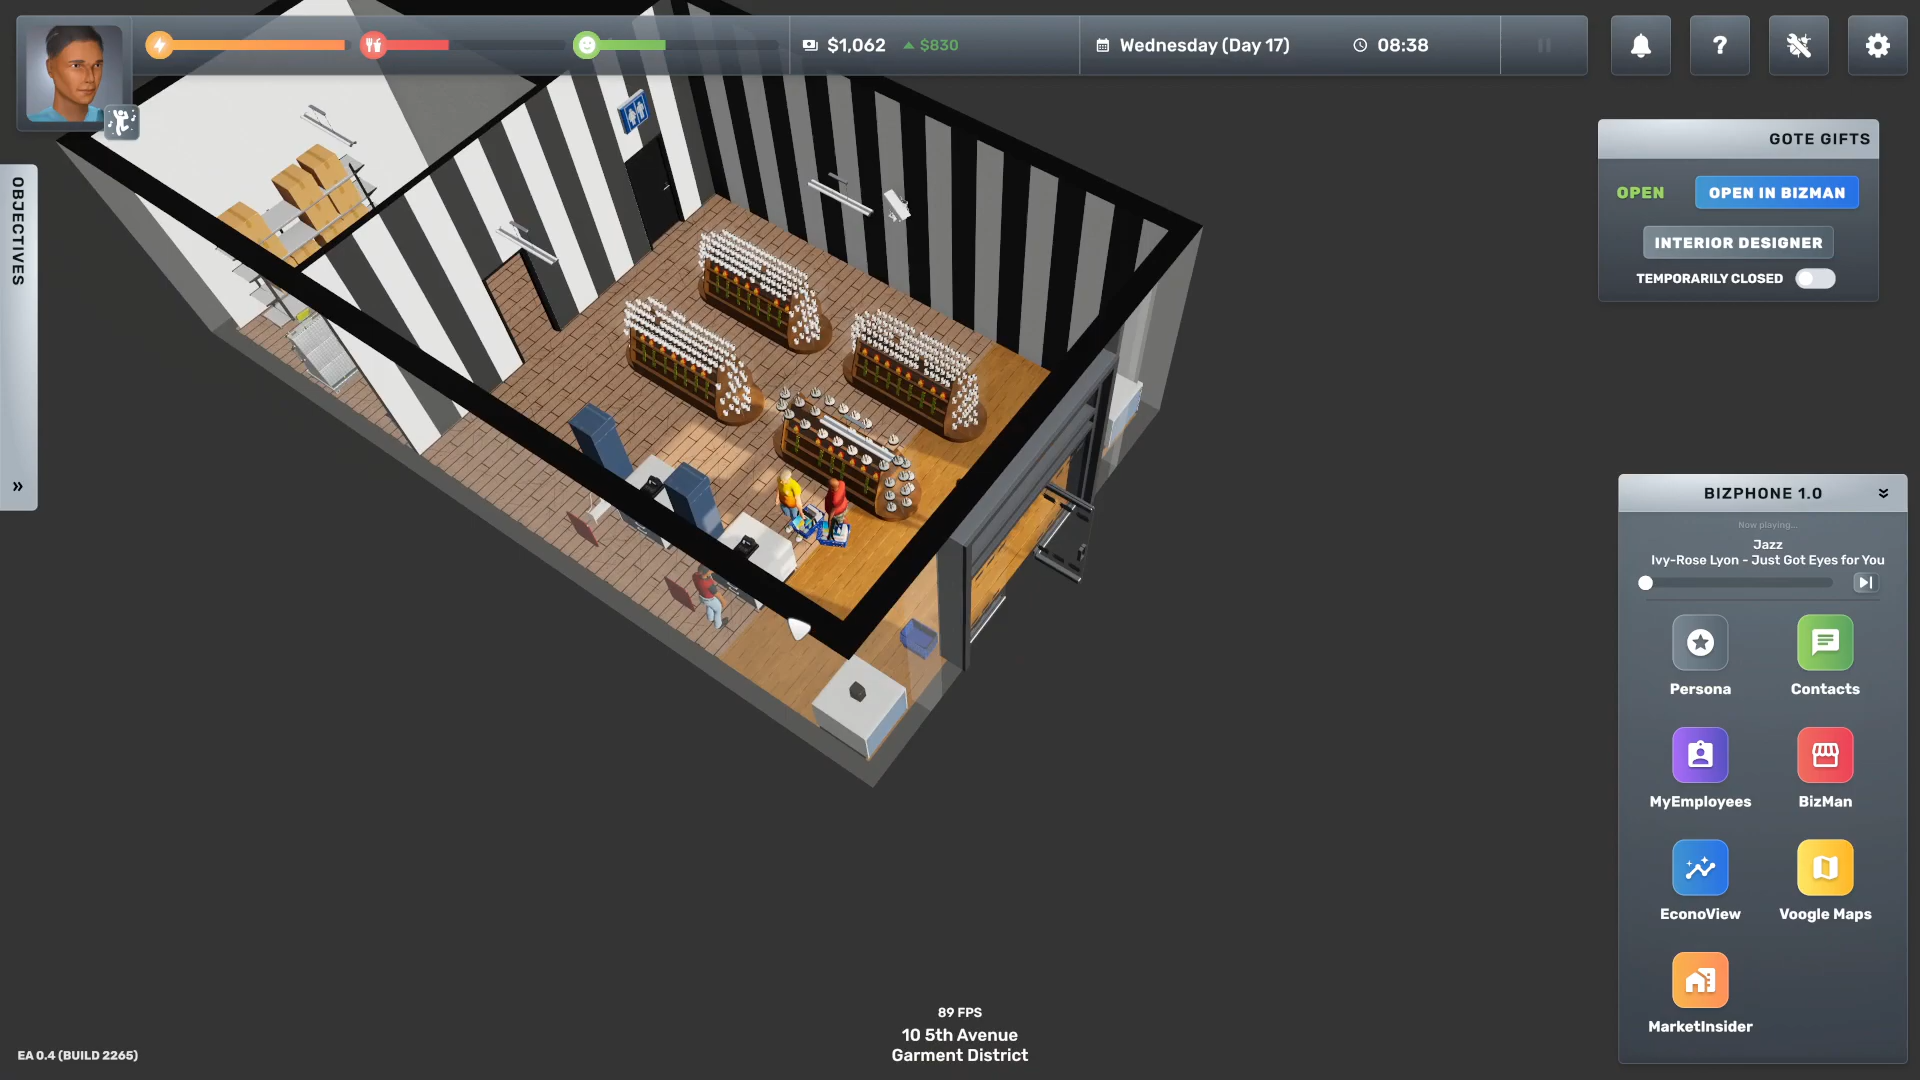 $1,062
$830
Wednesday (Day 17)
08:38
?
GOTE GIFTS
OPEN
OPEN IN BIZMAN
INTERIOR DESIGNER
TEMPORARILY CLOSED
OBJECTIVES
BIZPHONE 1.0
Now playing...
Jazz
Ivy-Rose Lyon - Just Got Eyes for You
Persona
Contacts
MyEmployees
BizMan
EconoView
Voogle Maps
MarketInsider
89 FPS
10 5th Avenue
Garment District
EA 0.4 (BUILD 2265)